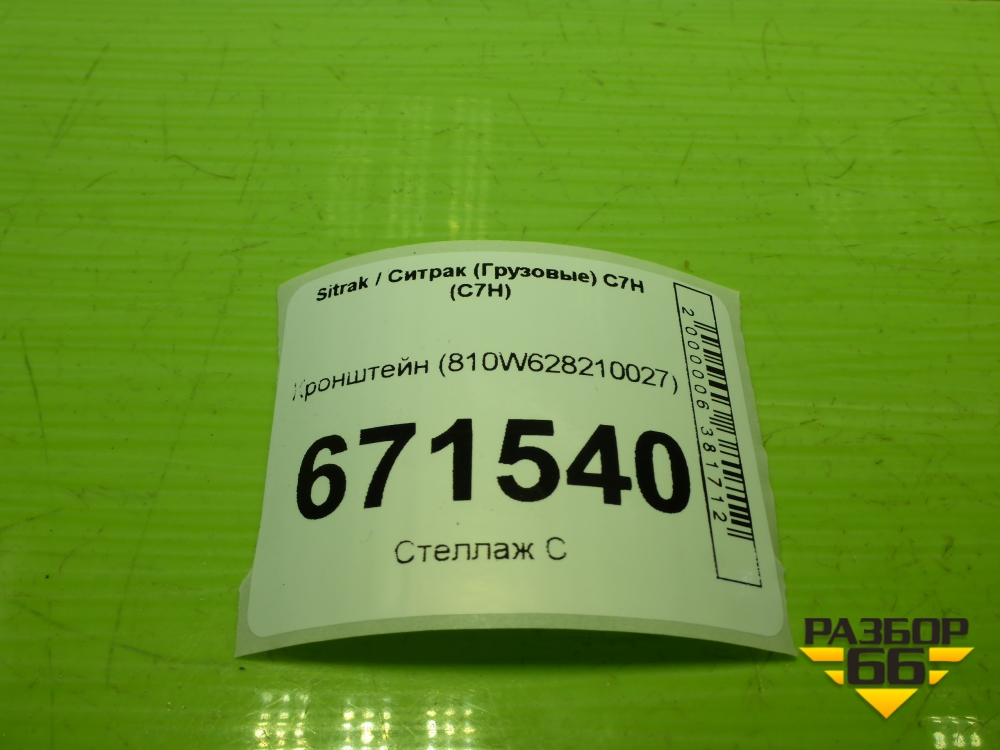 Sitrak / Ситрак (Грузовые) C7H
(C7H)
Кронштейн (810W628210027)
671540
Стеллаж С
2000006381712
РАЗБОР
66